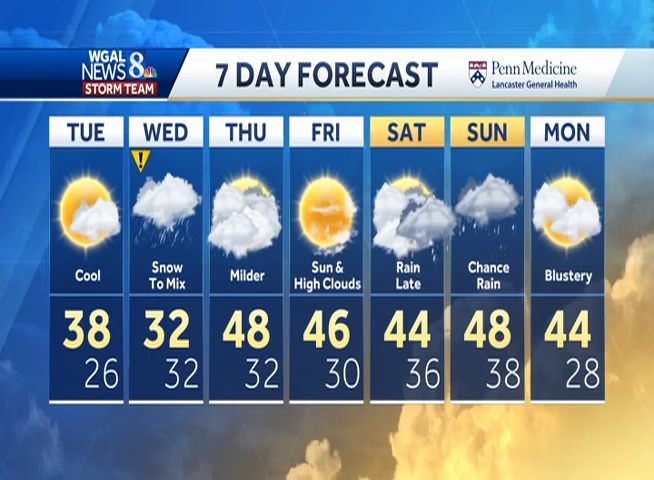 WGAL
NEWS 8
STORM TEAM
7 DAY FORECAST
Penn Medicine
Lancaster General Health
TUE WED THU FRI SAT SUN MON
!
Cool Snow To Mix Milder Sun & High Clouds Rain Late Chance Rain Blustery
38 32 48 46 44 48 44
26 32 32 30 36 38 28